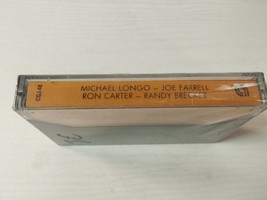 MICHAEL LONGO – JOE FARRELL
RON CARTER – RANDY BRECKER